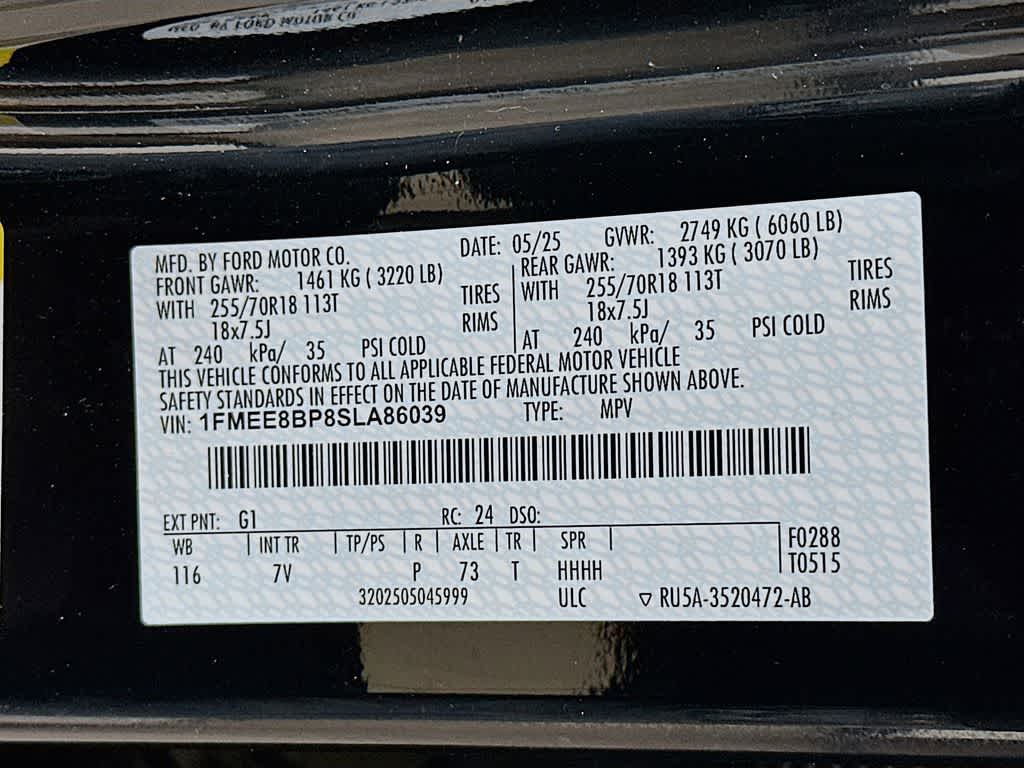 MFD. BY FORD MOTOR CO.
DATE: 05/25 GVWR: 2749 KG ( 6060 LB)
FRONT GAWR: 1461 KG ( 3220 LB)
REAR GAWR: 1393 KG ( 3070 LB)
WITH 255/70R18 113T TIRES
WITH 255/70R18 113T TIRES
18x7.5J RIMS
18x7.5J RIMS
AT 240 kPa/ 35 PSI COLD
AT 240 kPa/ 35 PSI COLD
THIS VEHICLE CONFORMS TO ALL APPLICABLE FEDERAL MOTOR VEHICLE
SAFETY STANDARDS IN EFFECT ON THE DATE OF MANUFACTURE SHOWN ABOVE.
VIN: 1FMEE8BP8SLA86039 TYPE: MPV
EXT PNT: G1 RC: 24 DSO:
WB INT TR TP/PS R AXLE TR SPR F0288
116 7V P 73 T HHHH T0515
3202505045999 ULC ▽ RU5A-3520472-AB